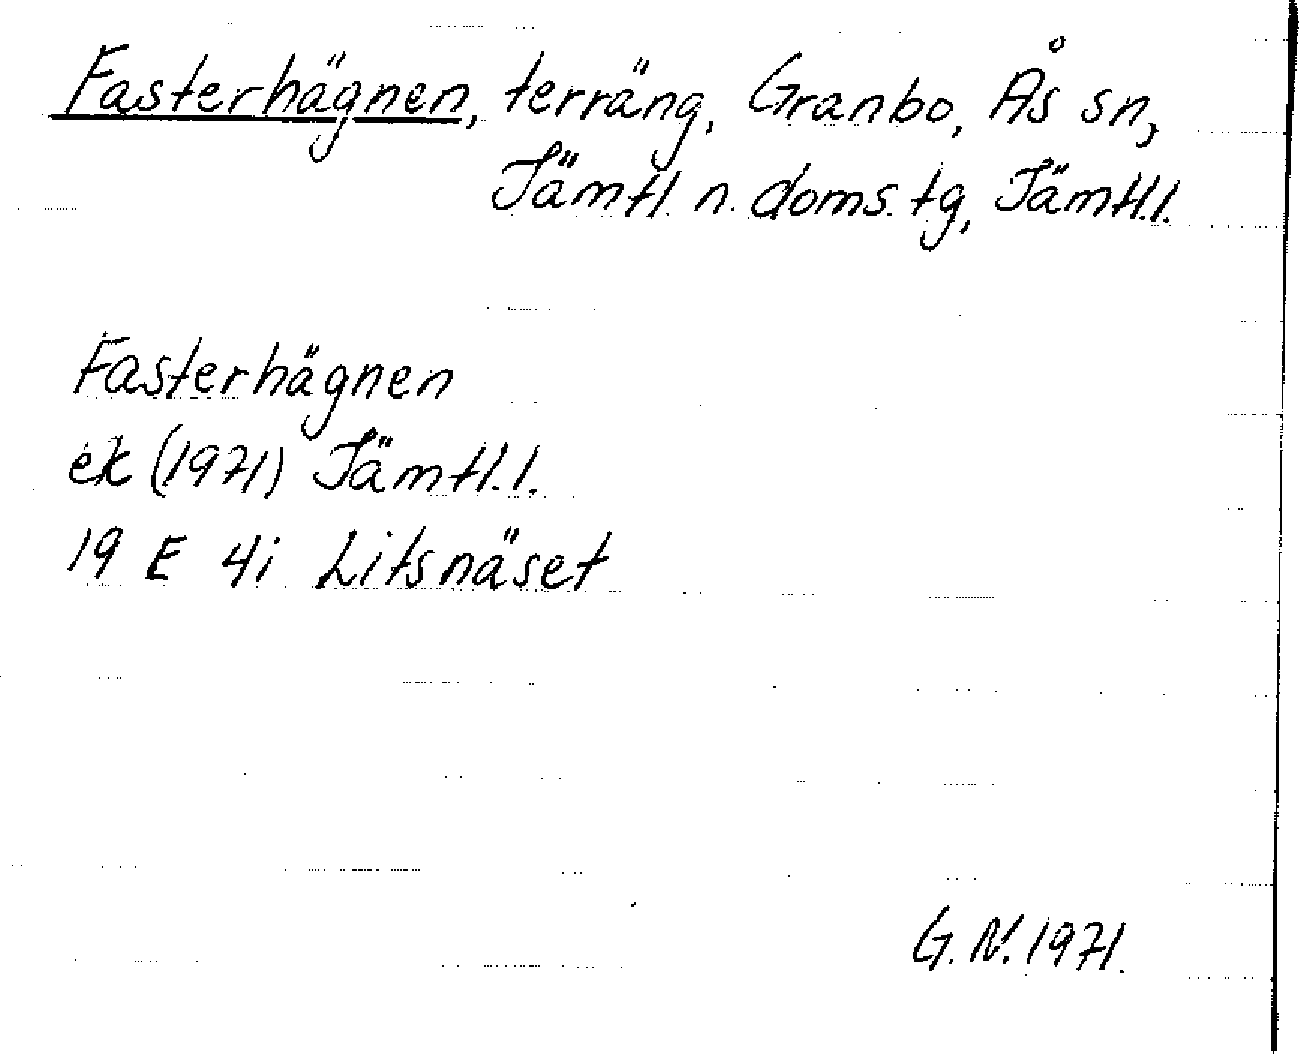 Fasterhägnen, terräng, Granbo, Ås sn,
Jämtl. n. doms. tg, Jämtl.l.
Fasterhägnen
ek (1971) Jämtl.l.
19 E 4i Litsnäset
G.N. 1971.